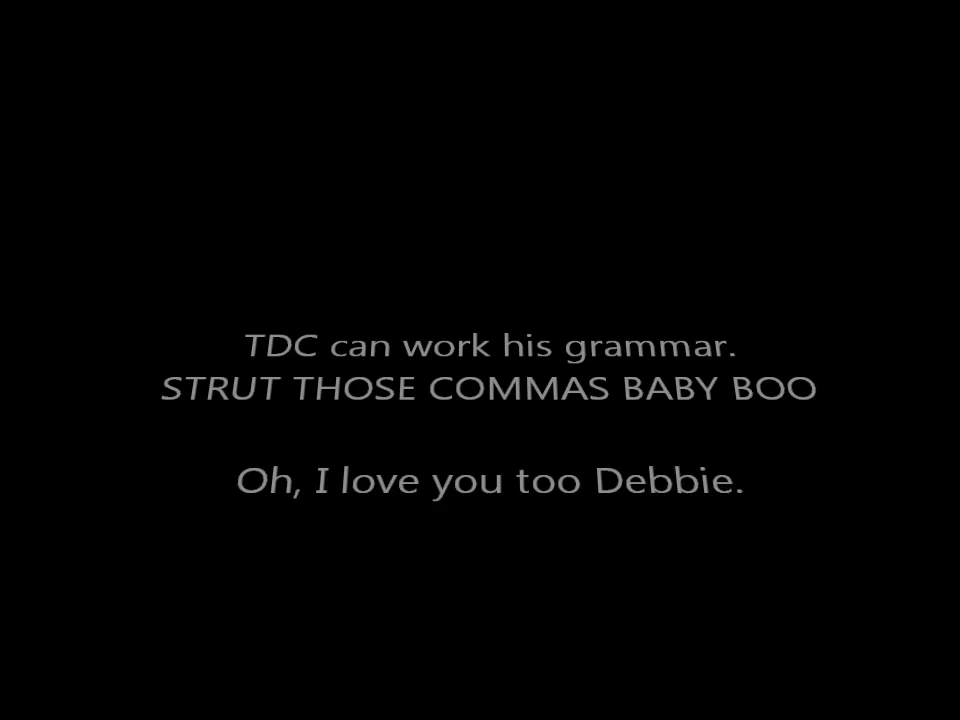 TDC can work his grammar.
STRUT THOSE COMMAS BABY BOO
Oh, I love you too Debbie.